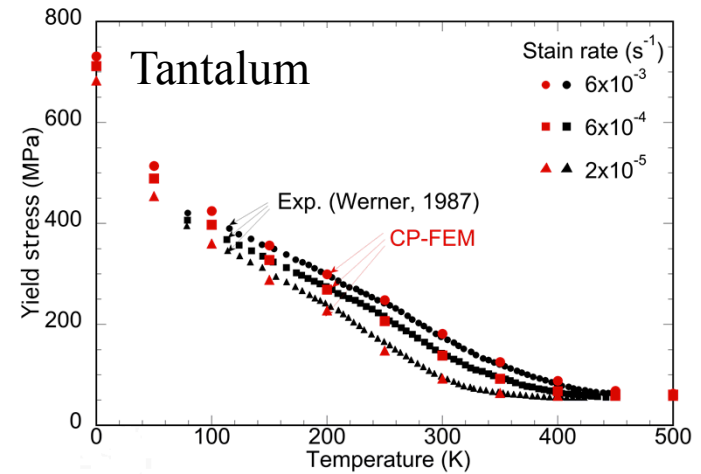 Tantalum
Stain rate (s-1)
6x10-3
6x10-4
2x10-5
Exp. (Werner, 1987)
CP-FEM
Yield stress (MPa)
800
600
400
200
0
0
100
200
300
400
500
Temperature (K)